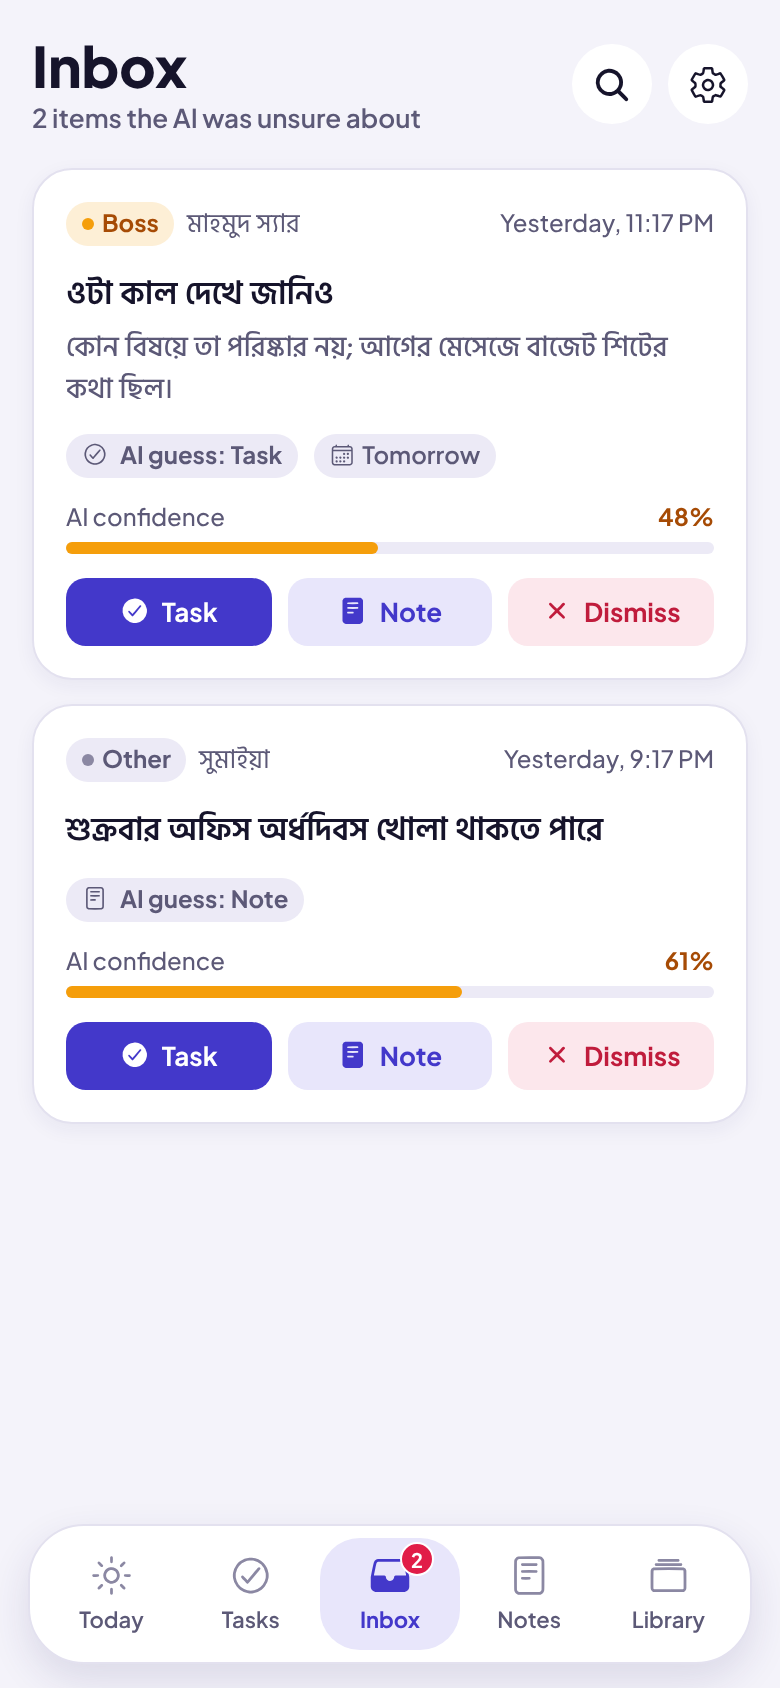 Inbox
2 items the AI was unsure about
Boss মাহমুদ স্যার Yesterday, 11:17 PM
ওটা কাল দেখে জানিও
কোন বিষয়ে তা পরিষ্কার নয়; আগের মেসেজে বাজেট শিটের
কথা ছিল।
AI guess: Task Tomorrow
AI confidence 48%
Task Note Dismiss
Other সুমাইয়া Yesterday, 9:17 PM
শুক্রবার অফিস অর্ধদিবস খোলা থাকতে পারে
AI guess: Note
AI confidence 61%
Task Note Dismiss
2
Today Tasks Inbox Notes Library